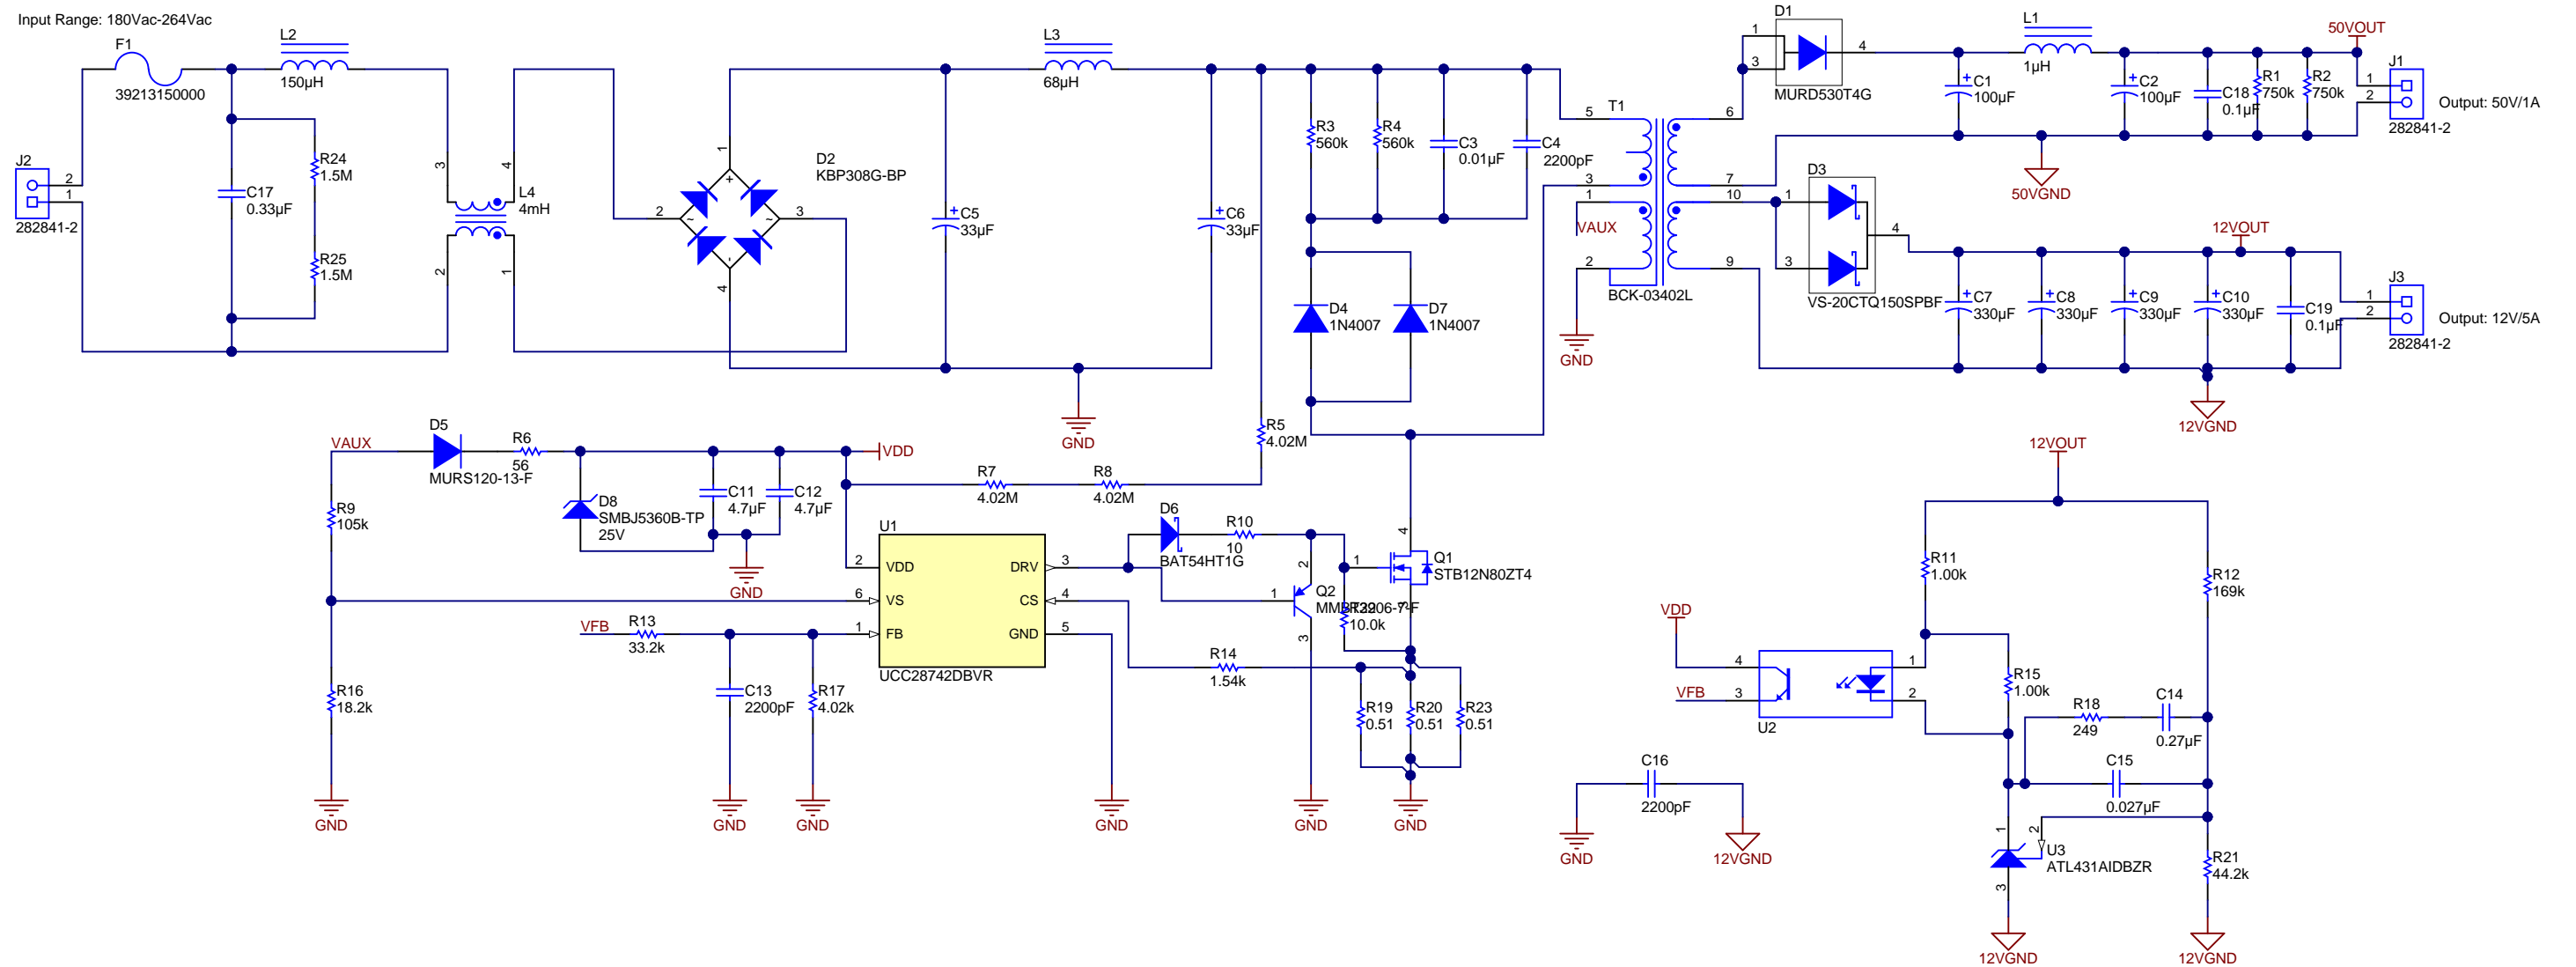 Input Range: 180Vac-264Vac
F1
39213150000
L2
150µH
J2
2
1
282841-2
C17
0.33µF
R24
1.5M
R25
1.5M
3
4
L4
4mH
2
1
D2
KBP308G-BP
1
2
3
4
+
~
~
-
C5
33µF
L3
68µH
C6
33µF
R3
560k
R4
560k
C3
0.01µF
C4
2200pF
D4
1N4007
D7
1N4007
R5
4.02M
GND
T1
5
3
1
2
6
7
10
9
VAUX
BCK-03402L
GND
D1
1
3
4
MURD530T4G
C1
100µF
L1
1µH
C2
100µF
C18
0.1µF
R1
750k
R2
750k
50VOUT
J1
1
2
282841-2
Output: 50V/1A
50VGND
D3
1
3
4
VS-20CTQ150SPBF
C7
330µF
C8
330µF
C9
330µF
C10
330µF
C19
0.1µF
12VOUT
J3
1
2
282841-2
Output: 12V/5A
12VGND
VAUX
D5
MURS120-13-F
R6
56
D8
SMBJ5360B-TP
25V
C11
4.7µF
C12
4.7µF
VDD
GND
R7
4.02M
R8
4.02M
R9
105k
R16
18.2k
GND
VFB
R13
33.2k
C13
2200pF
GND
R17
4.02k
GND
U1
2
VDD
6
VS
1
FB
DRV
3
CS
4
GND
5
UCC28742DBVR
GND
D6
BAT54HT1G
R10
10
Q2
MMBT3906-7-F
1
2
3
GND
R22
10.0k
Q1
STB12N80ZT4
1
4
3
R14
1.54k
R19
0.51
R20
0.51
R23
0.51
GND
C16
2200pF
GND
12VGND
VDD
VFB
4
3
1
2
U2
12VOUT
R11
1.00k
R12
169k
R15
1.00k
R18
249
C14
0.27µF
C15
0.027µF
1
2
3
U3
ATL431AIDBZR
R21
44.2k
12VGND
12VGND